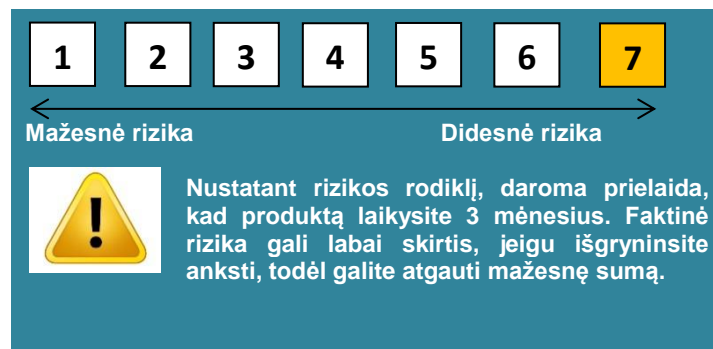 1 2 3 4 5 6 7
Mažesnė rizika Didesnė rizika
Nustatant rizikos rodiklį, daroma prielaida,
kad produktą laikysite 3 mėnesius. Faktinė
rizika gali labai skirtis, jeigu išgryninsite
anksti, todėl galite atgauti mažesnę sumą.